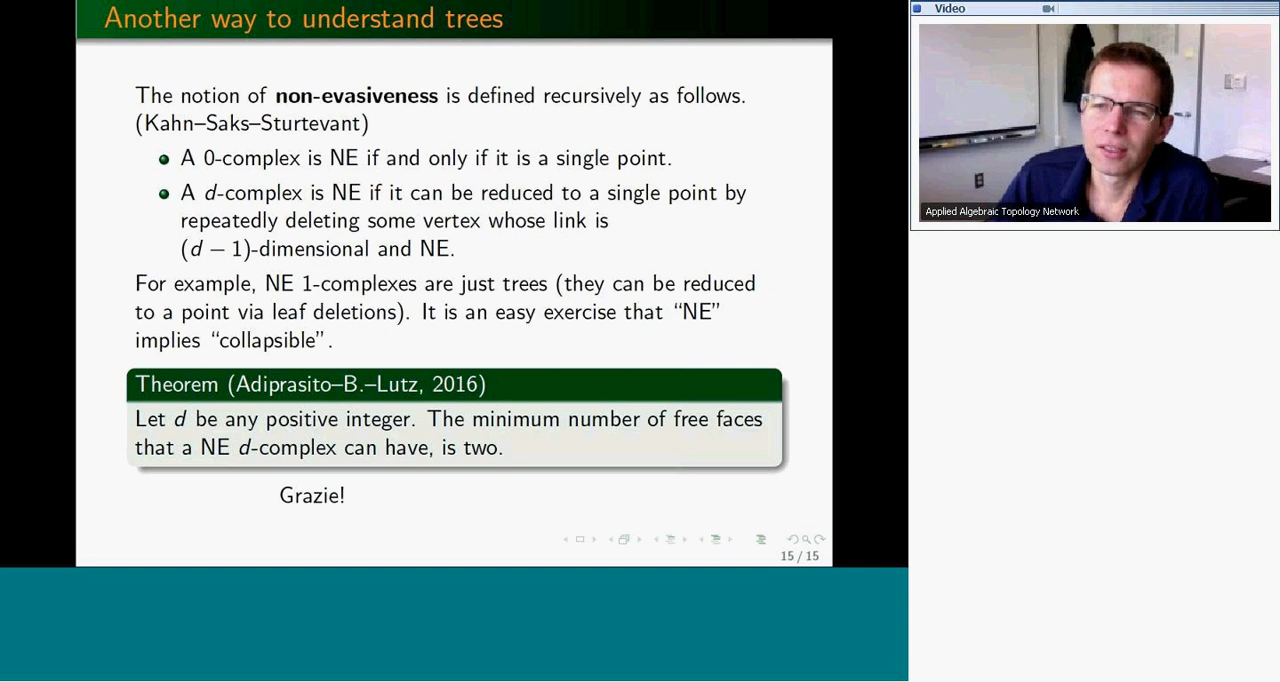 Another way to understand trees
The notion of non-evasiveness is defined recursively as follows.
(Kahn–Saks–Sturtevant)
A 0-complex is NE if and only if it is a single point.
A d-complex is NE if it can be reduced to a single point by
repeatedly deleting some vertex whose link is
(d − 1)-dimensional and NE.
For example, NE 1-complexes are just trees (they can be reduced
to a point via leaf deletions). It is an easy exercise that “NE”
implies “collapsible”.
Theorem (Adiprasito–B.–Lutz, 2016)
Let d be any positive integer. The minimum number of free faces
that a NE d-complex can have, is two.
Grazie!
15 / 15
Video
Applied Algebraic Topology Network